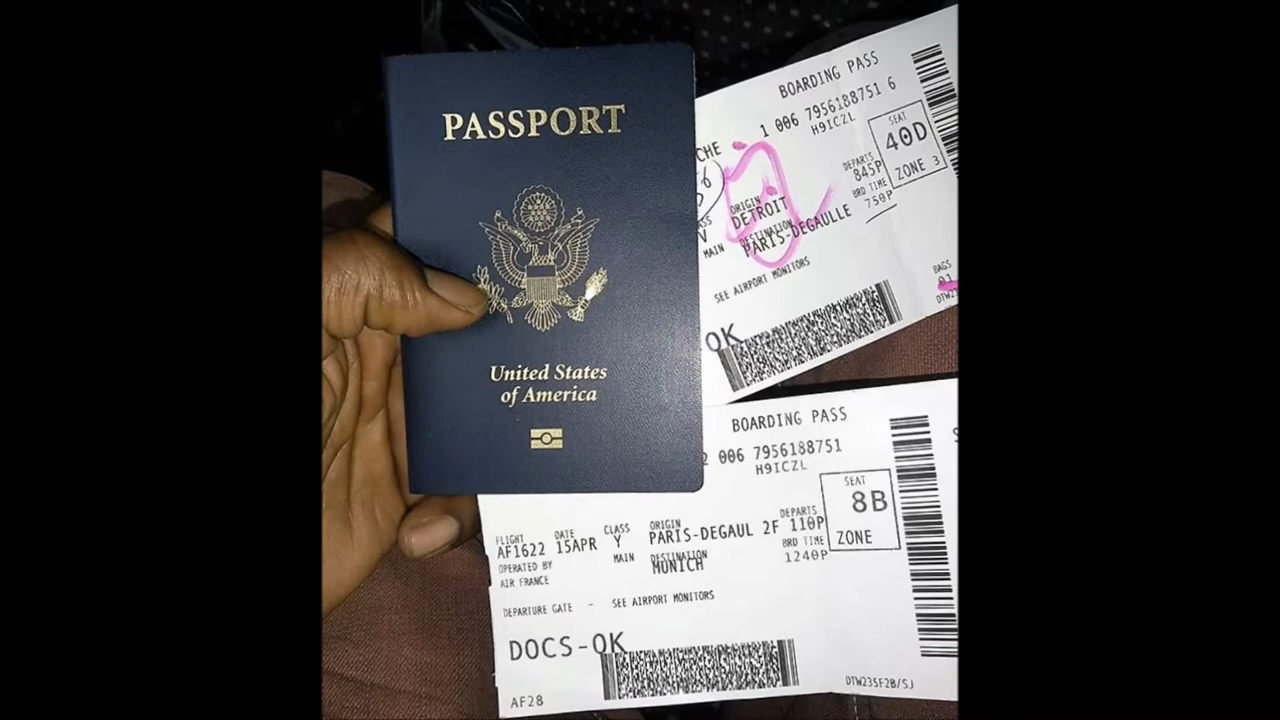 PASSPORT
United States
of America
BOARDING PASS
1 006 7956188751 6
H9ICZL
CHE
SEAT
40D
ZONE 3
DEPARTS
845P
BRD TIME
750P
ORIGIN
DETROIT
DESTINATION
PARIS-DEGAULLE
MAIN
SEE AIRPORT MONITORS
BAGS
OK
BOARDING PASS
2 006 7956188751
H9ICZL
SEAT
8B
ZONE
FLIGHT DATE CLASS ORIGIN DEPARTS
AF1622 15APR Y PARIS-DEGAUL 2F 110P
OPERATED BY MAIN DESTINATION BRD TIME
AIR FRANCE MUNICH 1240P
DEPARTURE GATE - SEE AIRPORT MONITORS
DOCS-OK
AF28
DTW235F2B/SJ